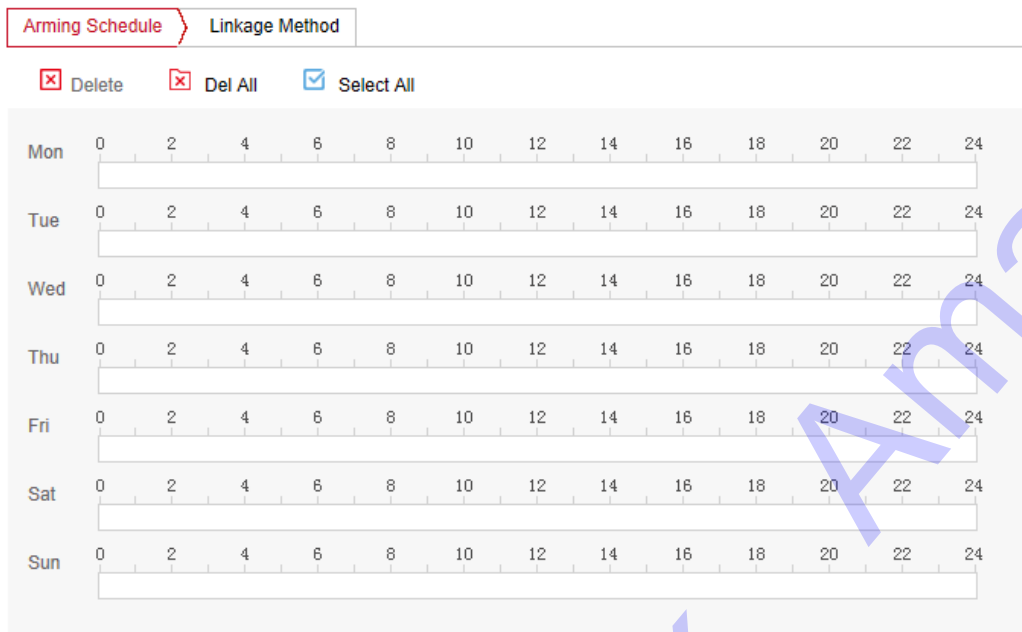 Arming Schedule Linkage Method
Delete Del All Select All
Mon 0 2 4 6 8 10 12 14 16 18 20 22 24
Tue 0 2 4 6 8 10 12 14 16 18 20 22 24
Wed 0 2 4 6 8 10 12 14 16 18 20 22 24
Thu 0 2 4 6 8 10 12 14 16 18 20 22 24
Fri 0 2 4 6 8 10 12 14 16 18 20 22 24
Sat 0 2 4 6 8 10 12 14 16 18 20 22 24
Sun 0 2 4 6 8 10 12 14 16 18 20 22 24